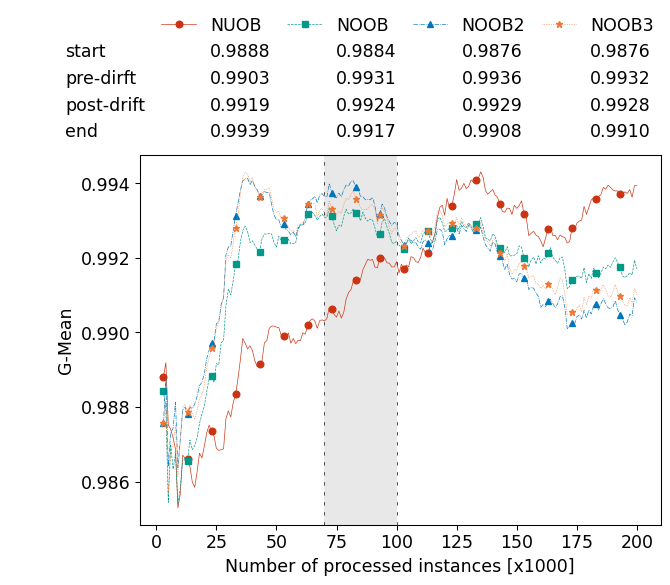 NUOB NOOB NOOB2 NOOB3
start 0.9888 0.9884 0.9876 0.9876
pre-dirft 0.9903 0.9931 0.9936 0.9932
post-drift 0.9919 0.9924 0.9929 0.9928
end 0.9939 0.9917 0.9908 0.9910
0.994
0.992
0.990
0.988
0.986
G-Mean
0 25 50 75 100 125 150 175 200
Number of processed instances [x1000]